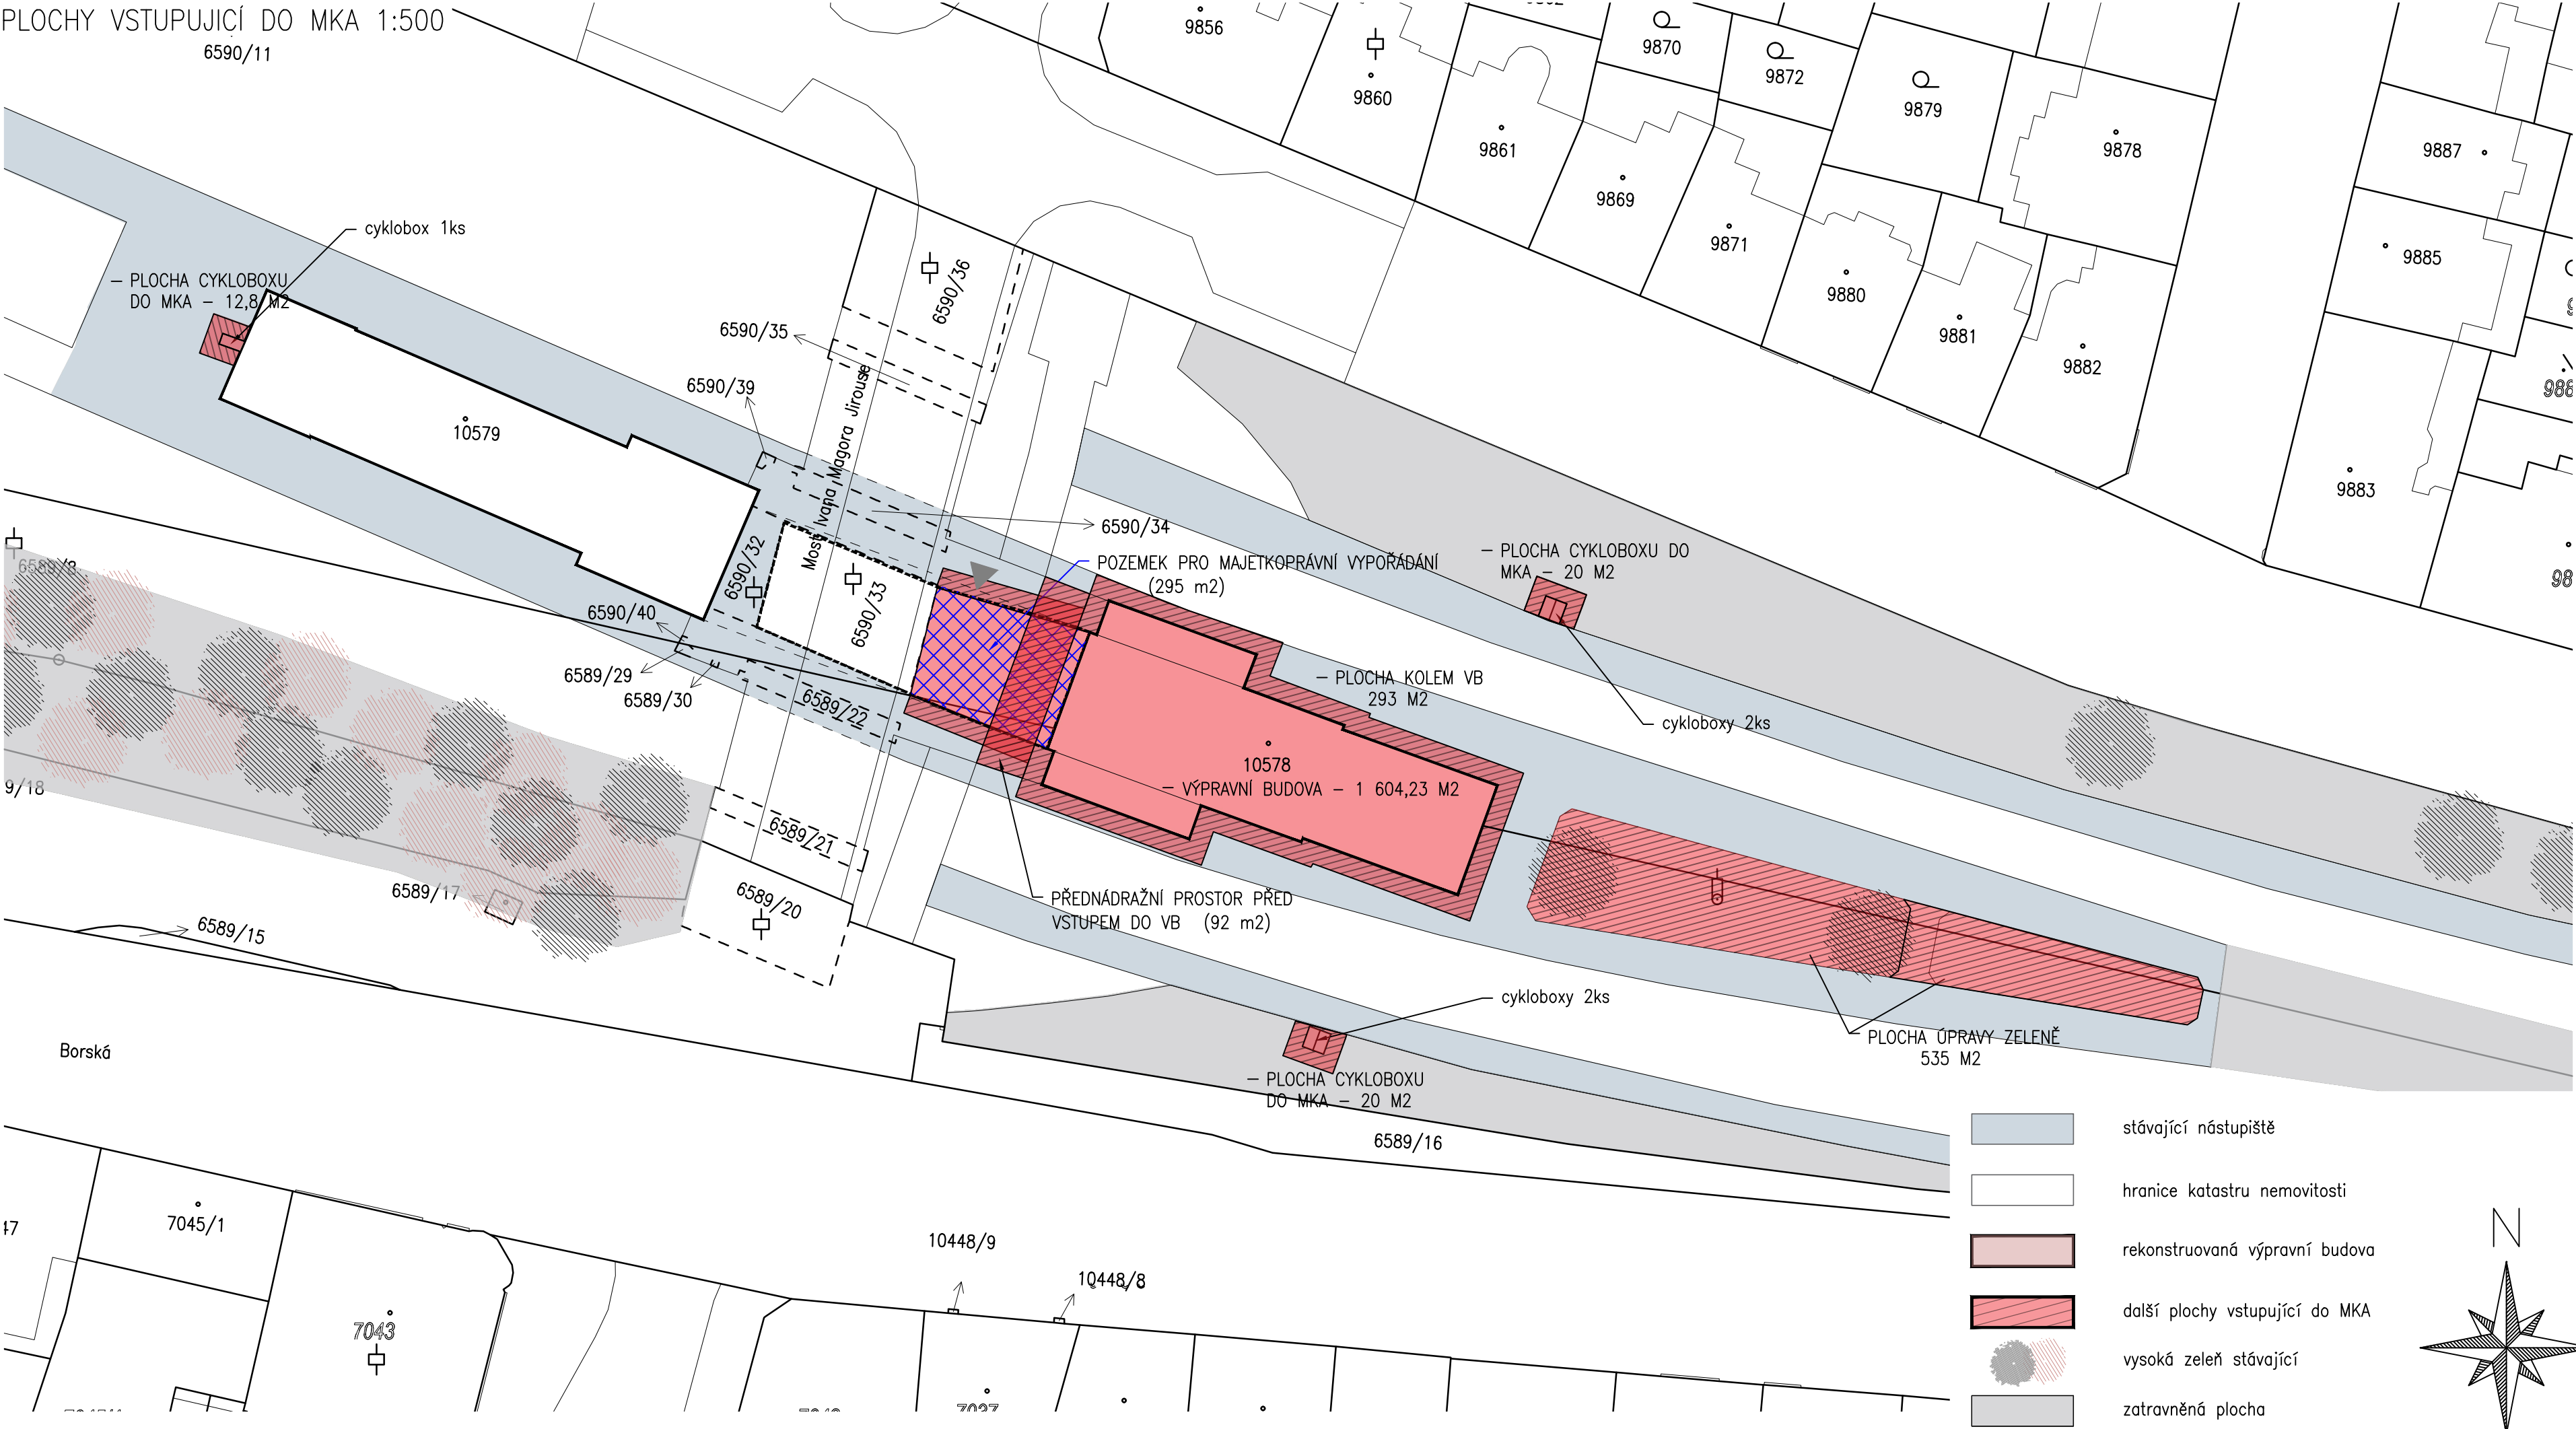 PLOCHY VSTUPUJICÍ DO MKA 1:500
6590/11
9856
9860
9861
9870
9872
9879
9878
9869
9871
9880
9881
9882
9887
9885
9883
cyklobox 1ks
– PLOCHA CYKLOBOXU
DO MKA – 12,8 M2
10579
6590/36
6590/35
6590/39
Most Ivana Magora Jirouse
6590/34
6590/32
6590/33
6590/40
6589/29
6589/30
6589/22
6589/8
POZEMEK PRO MAJETKOPRÁVNÍ VYPOŘÁDÁNÍ
(295 m2)
– PLOCHA CYKLOBOXU DO
MKA – 20 M2
cykloboxy 2ks
– PLOCHA KOLEM VB
293 M2
10578
– VÝPRAVNÍ BUDOVA – 1 604,23 M2
9/18
6589/21
6589/20
6589/17
6589/15
PŘEDNÁDRAŽNÍ PROSTOR PŘED
VSTUPEM DO VB (92 m2)
cykloboxy 2ks
– PLOCHA CYKLOBOXU
DO MKA – 20 M2
PLOCHA ÚPRAVY ZELENĚ
535 M2
Borská
6589/16
47
7045/1
7043
10448/9
10448/8
7037
stávající nástupiště
hranice katastru nemovitosti
rekonstruovaná výpravní budova
další plochy vstupující do MKA
vysoká zeleň stávající
zatravněná plocha
N